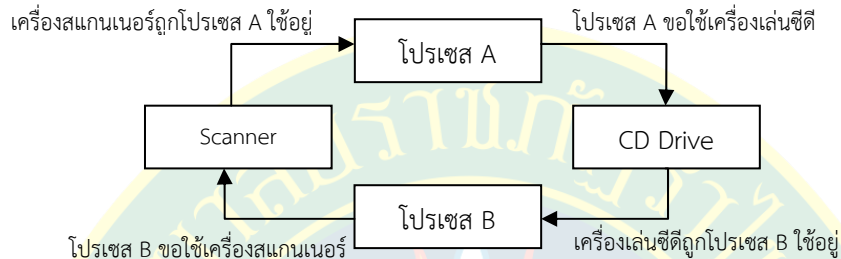 เครื่องสแกนเนอร์ถูกโปรเซส A ใช้อยู่
โปรเซส A ขอใช้เครื่องเล่นซีดี
โปรเซส A
Scanner
CD Drive
โปรเซส B
โปรเซส B ขอใช้เครื่องสแกนเนอร์
เครื่องเล่นซีดีถูกโปรเซส B ใช้อยู่